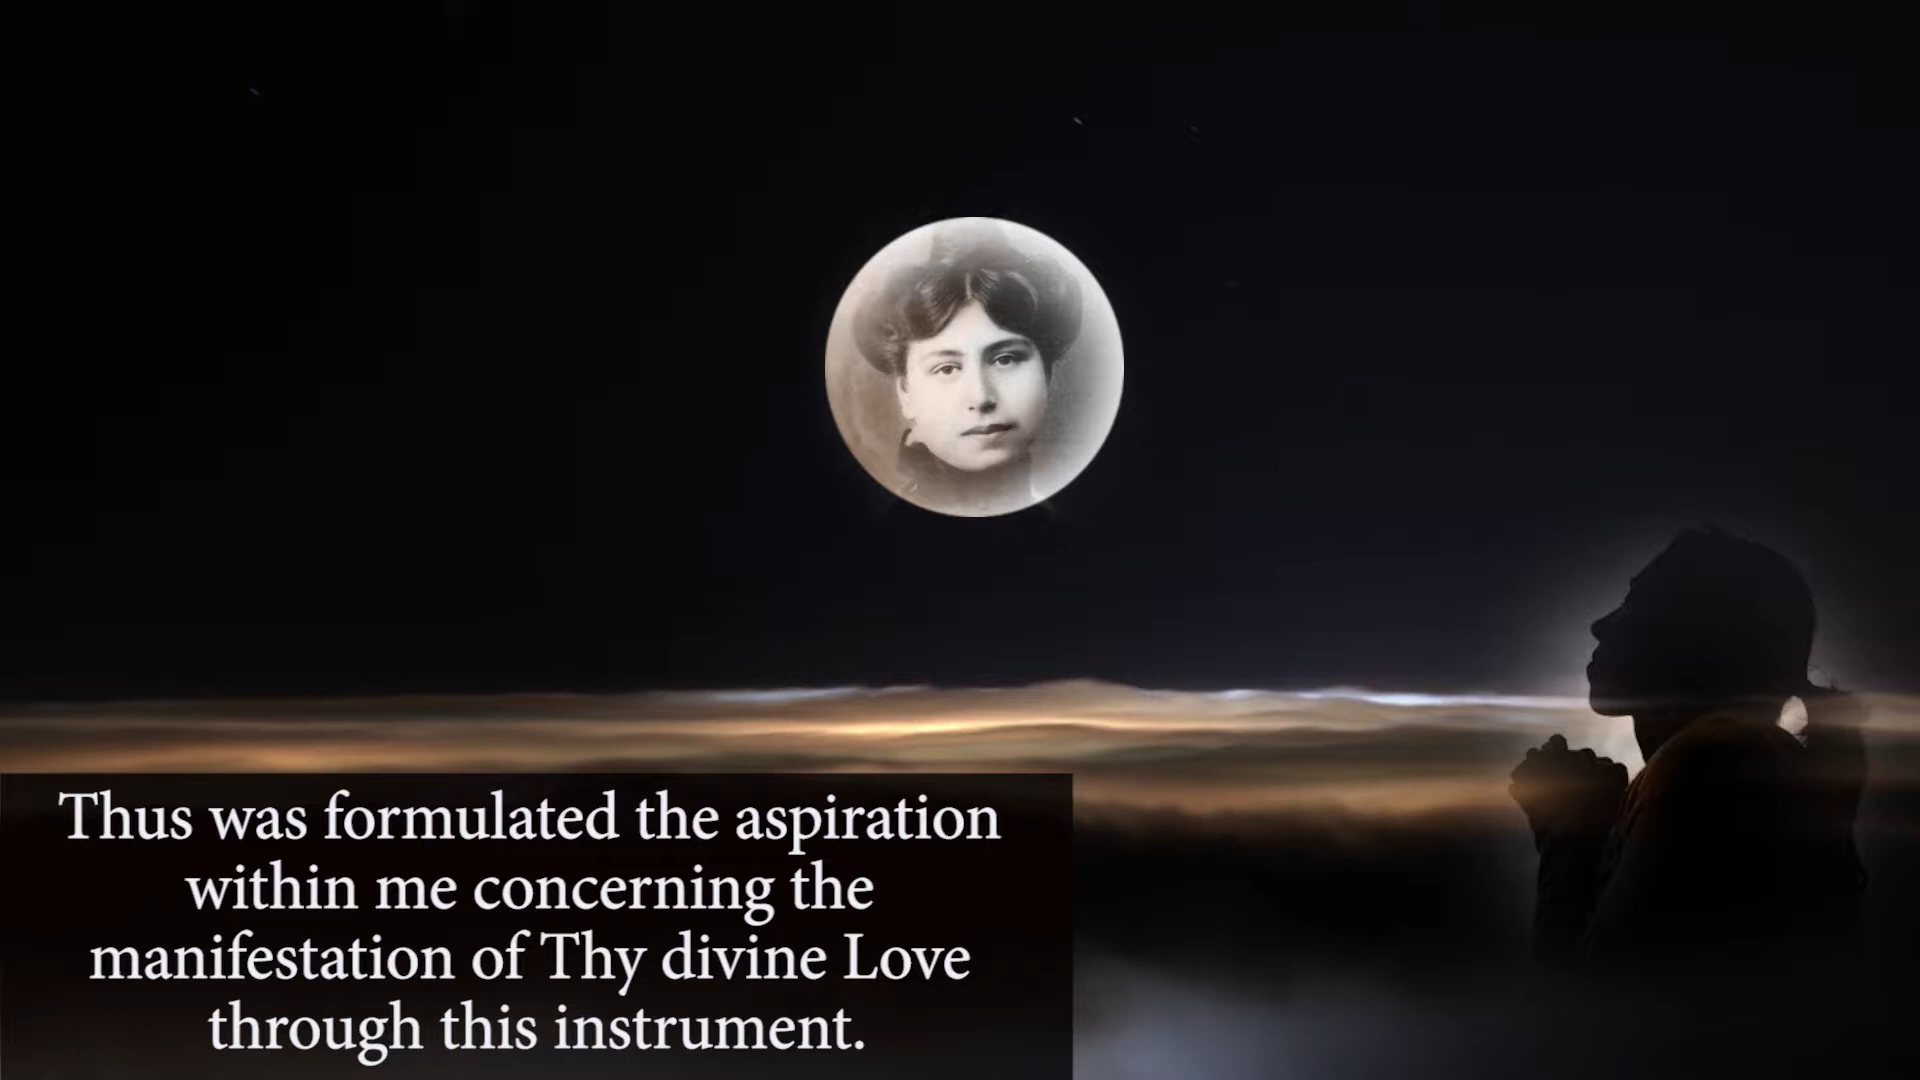 Thus was formulated the aspiration
within me concerning the
manifestation of Thy divine Love
through this instrument.